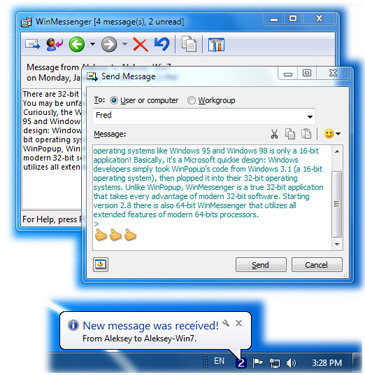 WinMessenger [4 message(s), 2 unread]
Message from Aleksey to Aleksey-Win7
on Monday, Ja
There are 32-bit
You may be unfa
Curiously, the W
95 and Windows
design: Windows
developers simp
operating system
WinPopup, Win
modern 32-bit so
utilizes all exten
For Help, press F
Send Message
To: User or computer Workgroup
Fred
Message:
operating systems like Windows 95 and Windows 98 is only a 16-bit
application! Basically, it's a Microsoft quickie design: Windows
developers simply took WinPopup's code from Windows 3.1 (a 16-bit
operating system), then plopped it into their 32-bit operating
systems. Unlike WinPopup, WinMessenger is a true 32-bit application
that takes every advantage of modern 32-bit software. Starting
version 2.8 there is also 64-bit WinMessenger that utilizes all
extended features of modern 64-bits processors.
>
Send Cancel
New message was received!
From Aleksey to Aleksey-Win7.
EN 2 3:28 PM